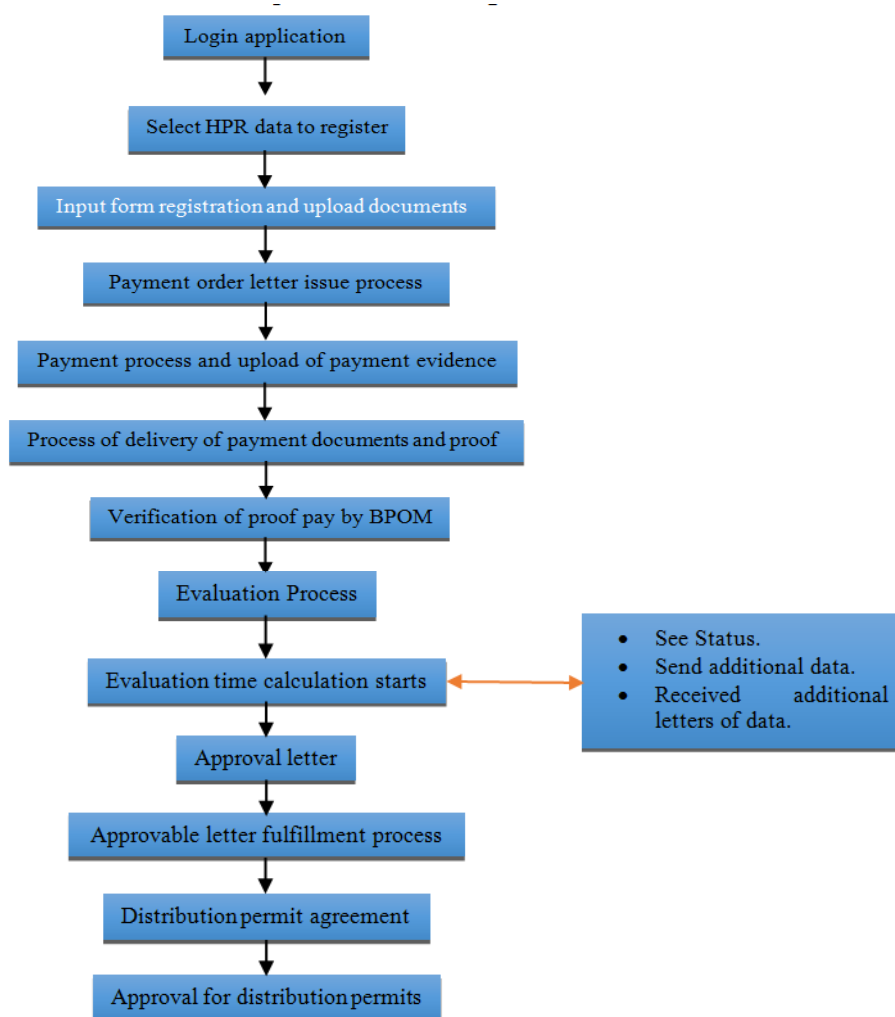 Login application
Select HPR data to register
Input form registration and upload documents
Payment order letter issue process
Payment process and upload of payment evidence
Process of delivery of payment documents and proof
Verification of proof pay by BPOM
Evaluation Process
Evaluation time calculation starts
• See Status.
• Send additional data.
• Received additional
letters of data.
Approval letter
Approvable letter fulfillment process
Distribution permit agreement
Approval for distribution permits